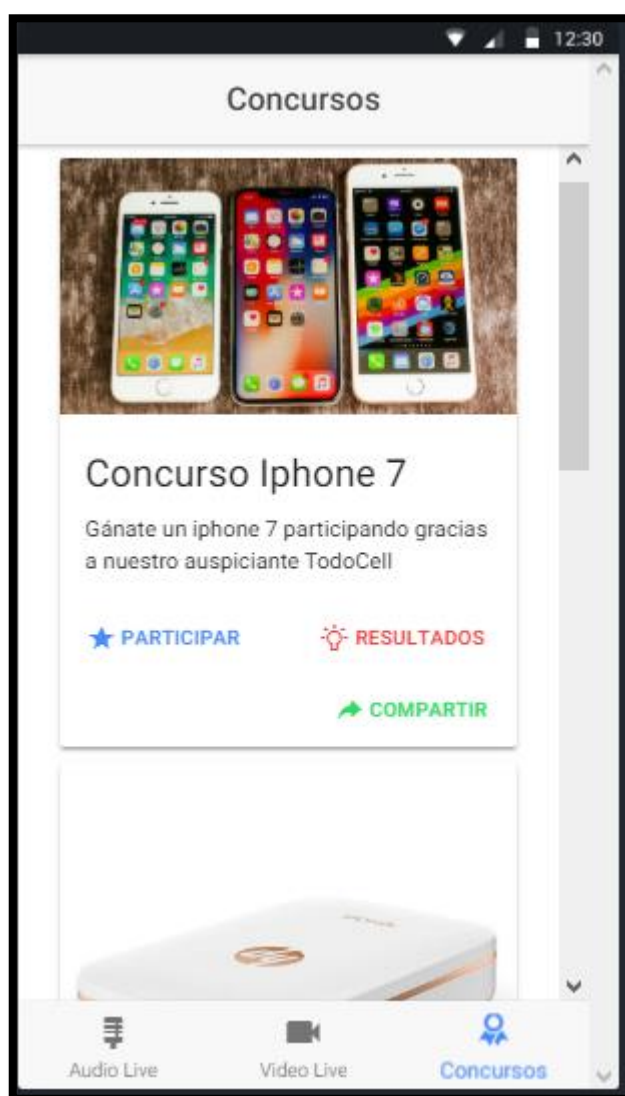 12:30
Concursos
Concurso Iphone 7
Gánate un iphone 7 participando gracias
a nuestro auspiciante TodoCell
PARTICIPAR
RESULTADOS
COMPARTIR
hp
Audio Live
Video Live
Concursos